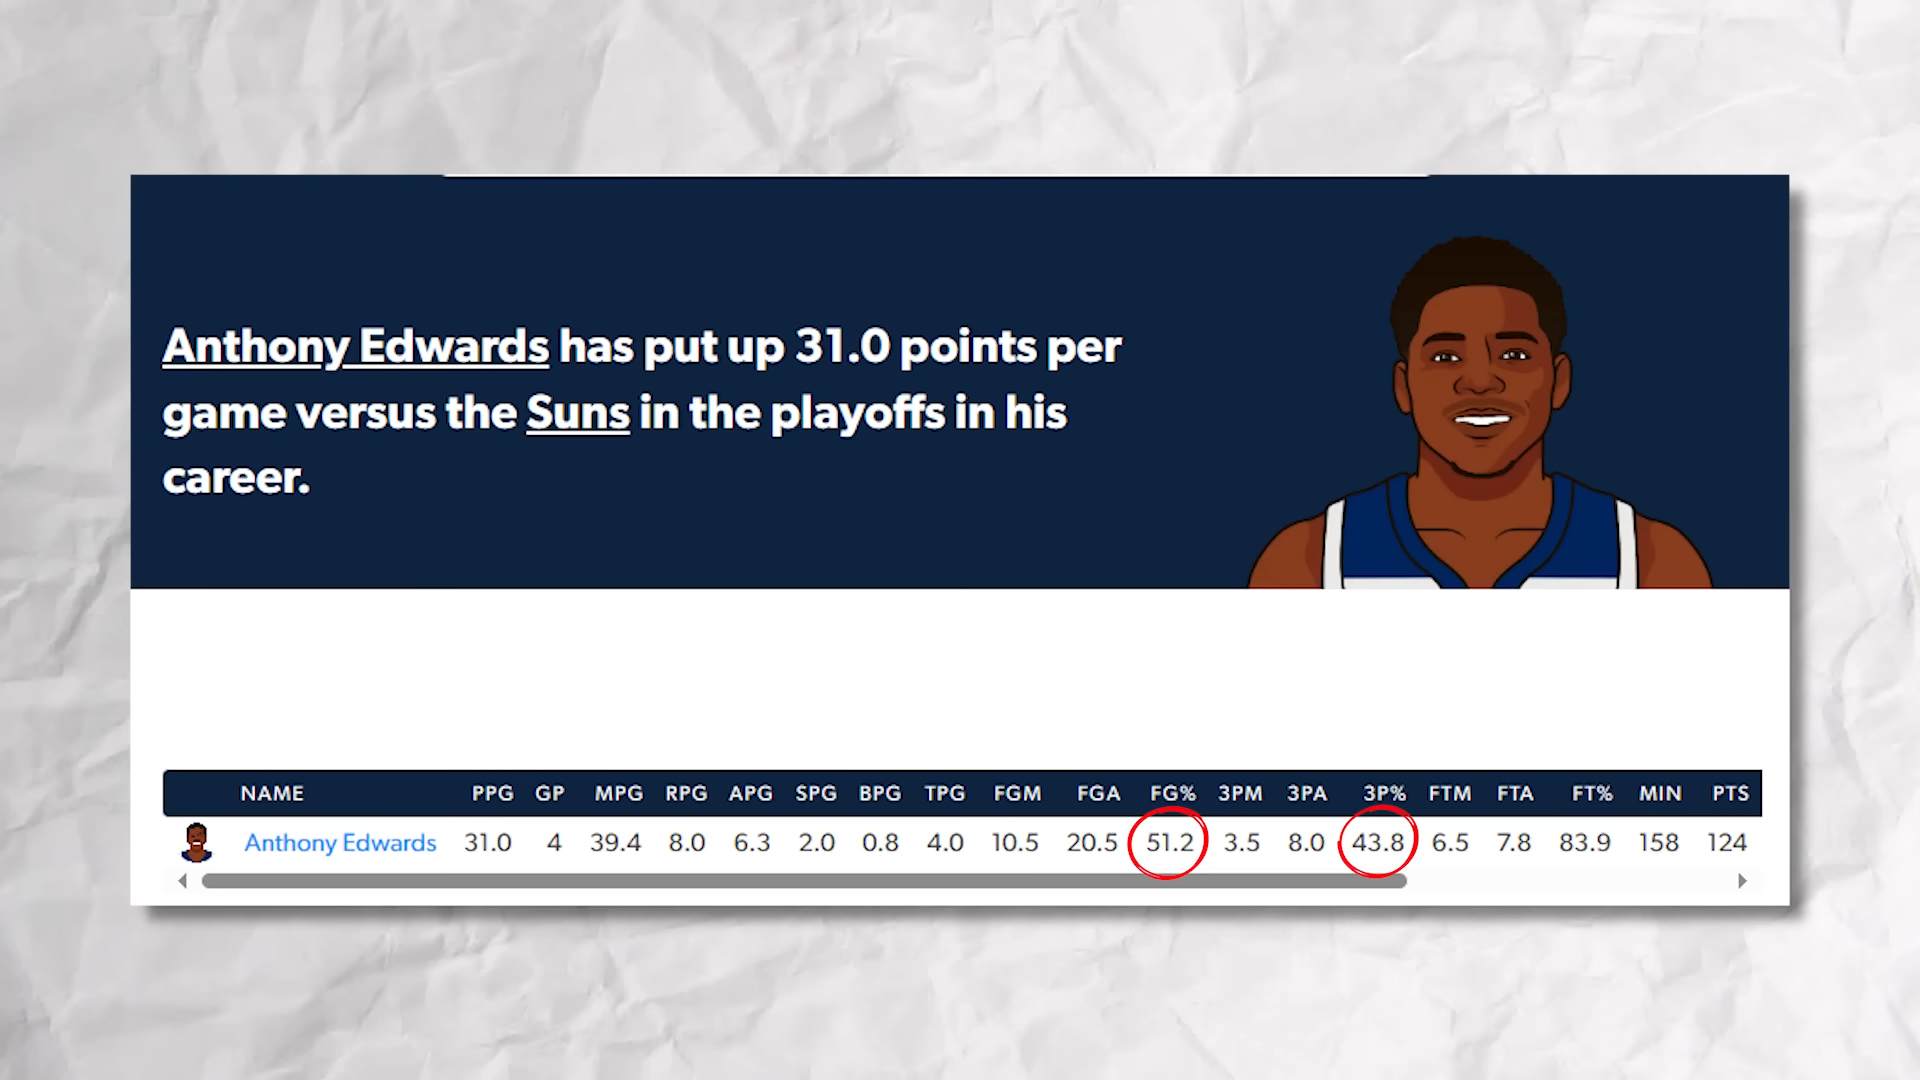 Anthony Edwards has put up 31.0 points per
game versus the Suns in the playoffs in his
career.
NAME PPG GP MPG RPG APG SPG BPG TPG FGM FGA FG% 3PM 3PA 3P% FTM FTA FT% MIN PTS
Anthony Edwards 31.0 4 39.4 8.0 6.3 2.0 0.8 4.0 10.5 20.5 51.2 3.5 8.0 43.8 6.5 7.8 83.9 158 124